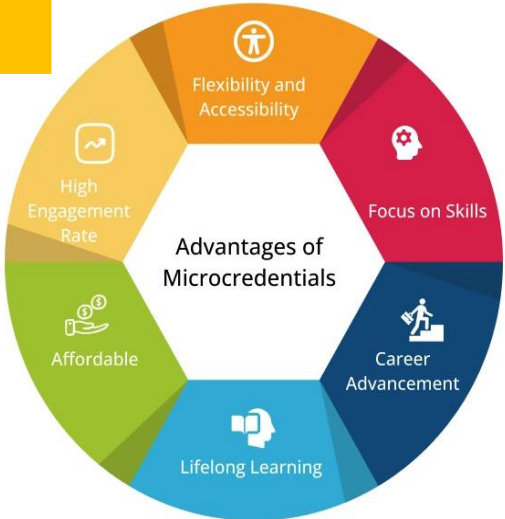 Flexibility and
Accessibility
Focus on Skills
Career
Advancement
Lifelong Learning
Affordable
High
Engagement
Rate
Advantages of
Microcredentials